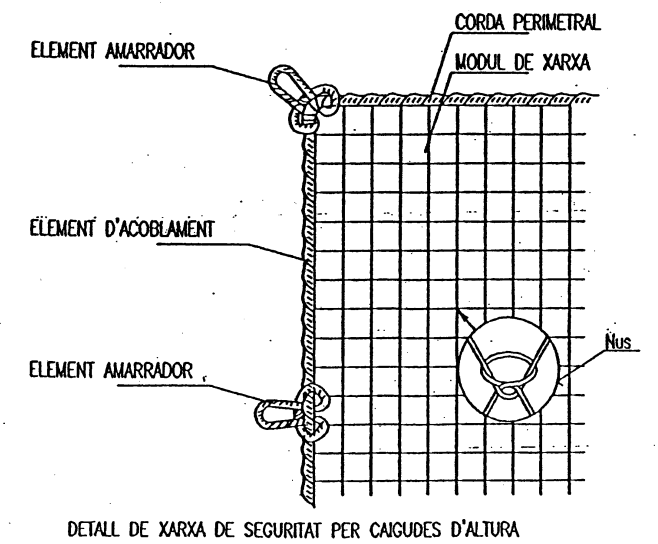 CORDA PERIMETRAL
ELEMENT AMARRADOR
MODUL DE XARXA
ELEMENT D'ACOBLAMENT
Nus
ELEMENT AMARRADOR
DETALL DE XARXA DE SEGURITAT PER CAIGUDES D'ALTURA